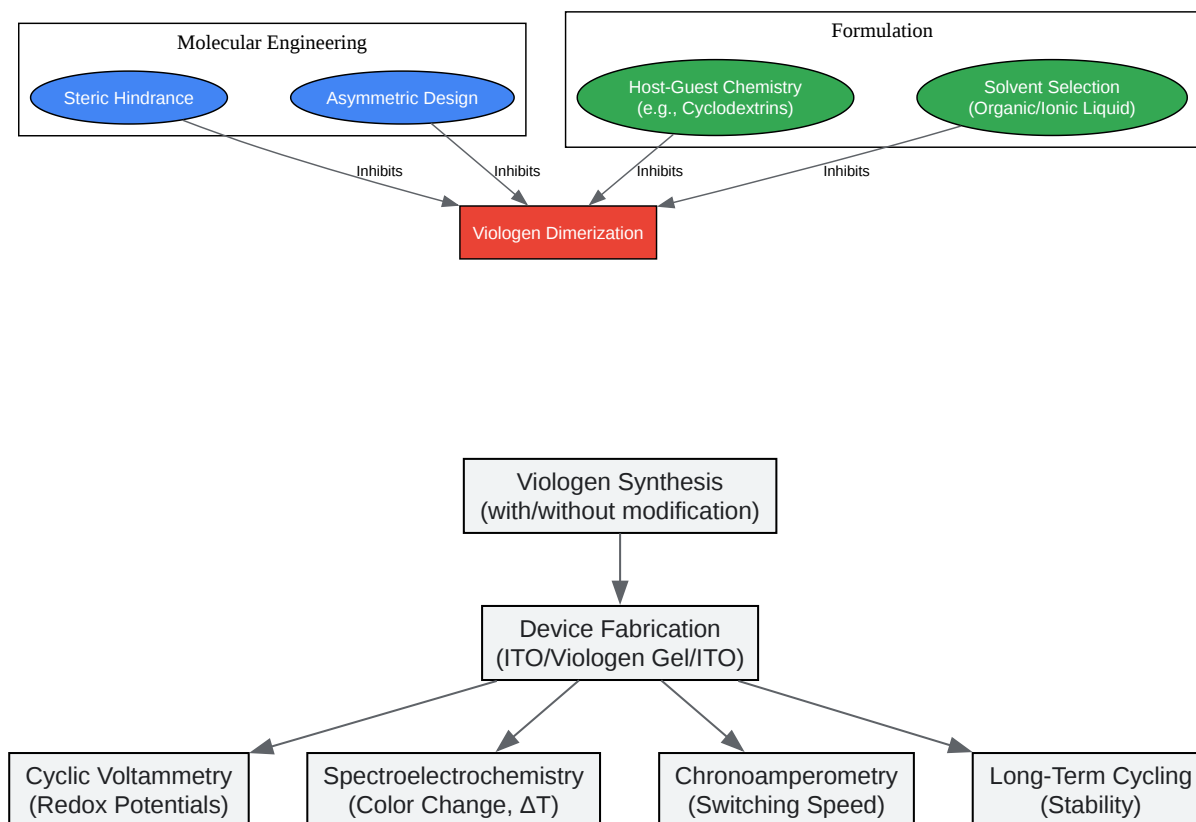 Molecular Engineering
Formulation
Steric Hindrance
Asymmetric Design
Host-Guest Chemistry
(e.g., Cyclodextrins)
Solvent Selection
(Organic/Ionic Liquid)
Inhibits
Inhibits
Inhibits
Inhibits
Viologen Dimerization
Viologen Synthesis
(with/without modification)
Device Fabrication
(ITO/Viologen Gel/ITO)
Cyclic Voltammetry
(Redox Potentials)
Spectroelectrochemistry
(Color Change, ΔT)
Chronoamperometry
(Switching Speed)
Long-Term Cycling
(Stability)